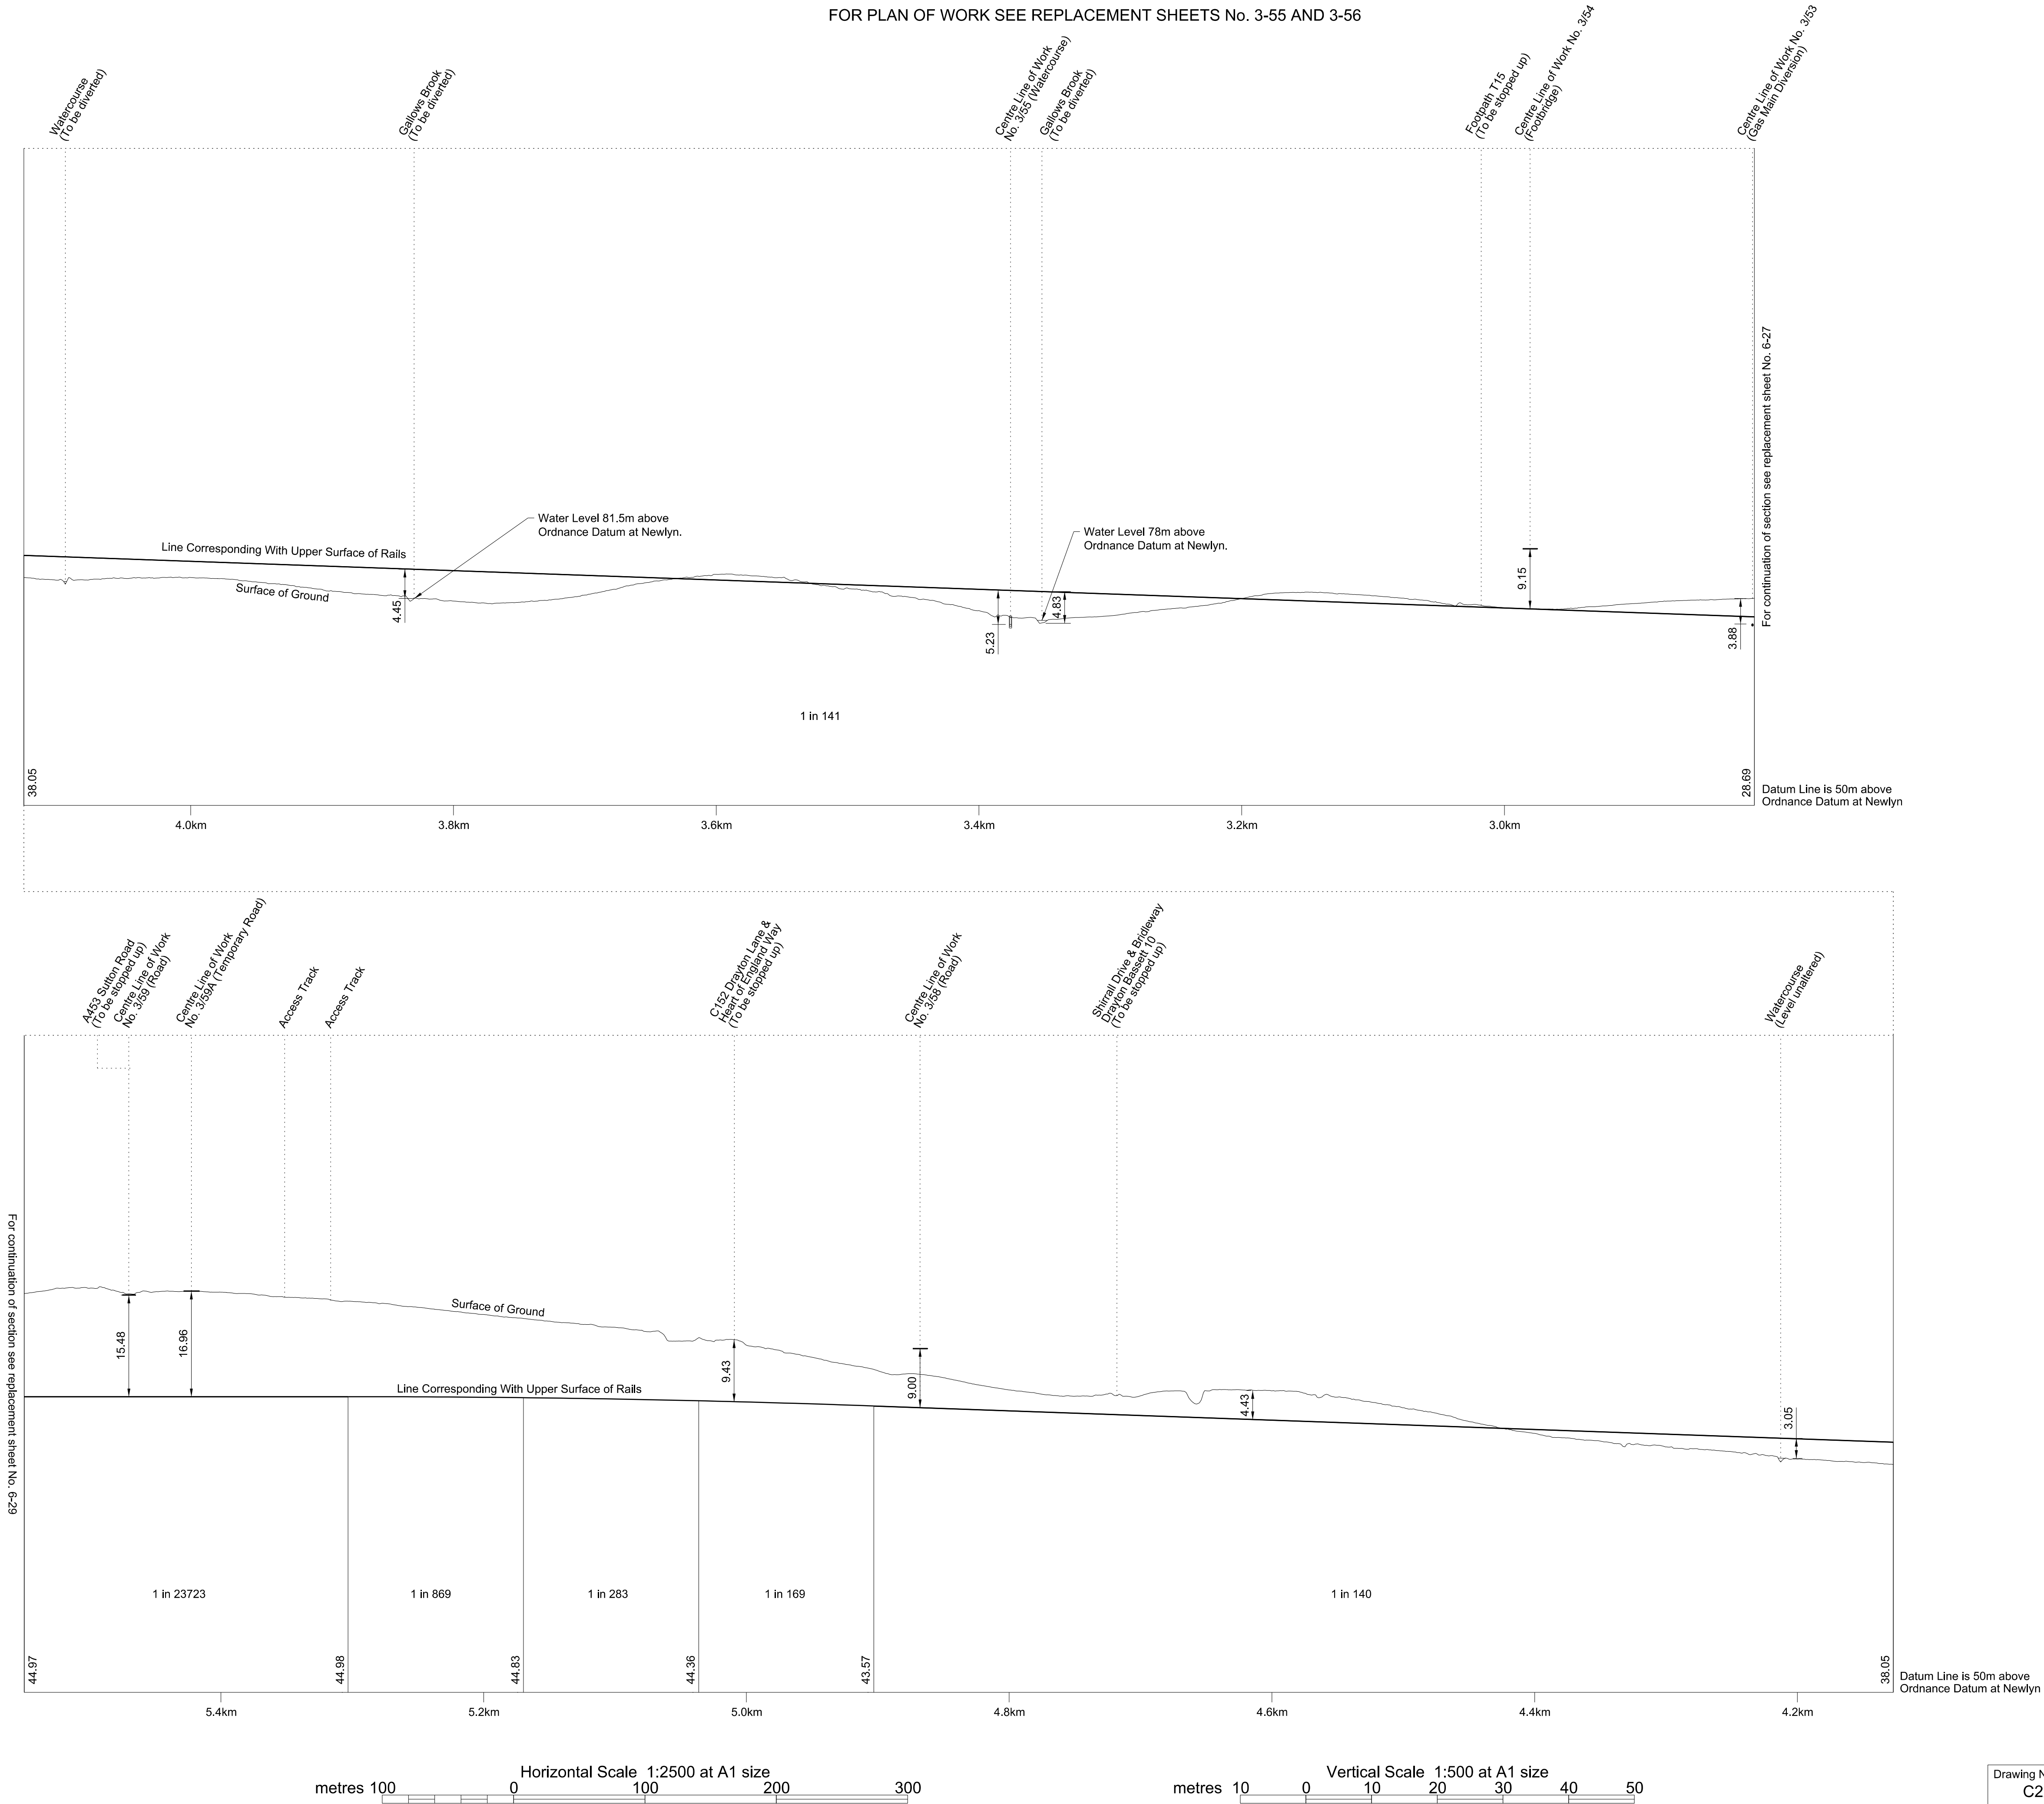 FOR PLAN OF WORK SEE REPLACEMENT SHEETS No. 3-55 AND 3-56
Watercourse
(To be diverted)
Gallows Brook
(To be diverted)
Centre Line of Work
No. 3/55 (Watercourse)
Gallows Brook
(To be diverted)
Footpath T15
(To be stopped up)
Centre Line of Work No. 3/54
(Footbridge)
Centre Line of Work No. 3/53
(Gas Main Diversion)
Line Corresponding With Upper Surface of Rails
Surface of Ground
4.45
Water Level 81.5m above
Ordnance Datum at Newlyn.
5.23
4.83
Water Level 78m above
Ordnance Datum at Newlyn.
9.15
3.88
For continuation of section see replacement sheet No. 6-27
1 in 141
38.05
28.69
Datum Line is 50m above
Ordnance Datum at Newlyn
4.0km
3.8km
3.6km
3.4km
3.2km
3.0km
A453 Sutton Road
(To be stopped up)
Centre Line of Work
No. 3/59 (Road)
Centre Line of Work
No. 3/59A (Temporary Road)
Access Track
Access Track
C152 Drayton Lane &
Heart of England Way
(To be stopped up)
Centre Line of Work
No. 3/58 (Road)
Shirrall Drive & Bridleway
Drayton Bassett 10
(To be stopped up)
Watercourse
(Level unaltered)
For continuation of section see replacement sheet No. 6-29
15.48
16.96
Surface of Ground
Line Corresponding With Upper Surface of Rails
9.43
9.00
4.43
3.05
1 in 23723
1 in 869
1 in 283
1 in 169
1 in 140
44.97
44.98
44.83
44.36
43.57
38.05
Datum Line is 50m above
Ordnance Datum at Newlyn
5.4km
5.2km
5.0km
4.8km
4.6km
4.4km
4.2km
Horizontal Scale 1:2500 at A1 size
metres 100 0 100 200 300
Vertical Scale 1:500 at A1 size
metres 10 0 10 20 30 40 50
Drawing N
C2